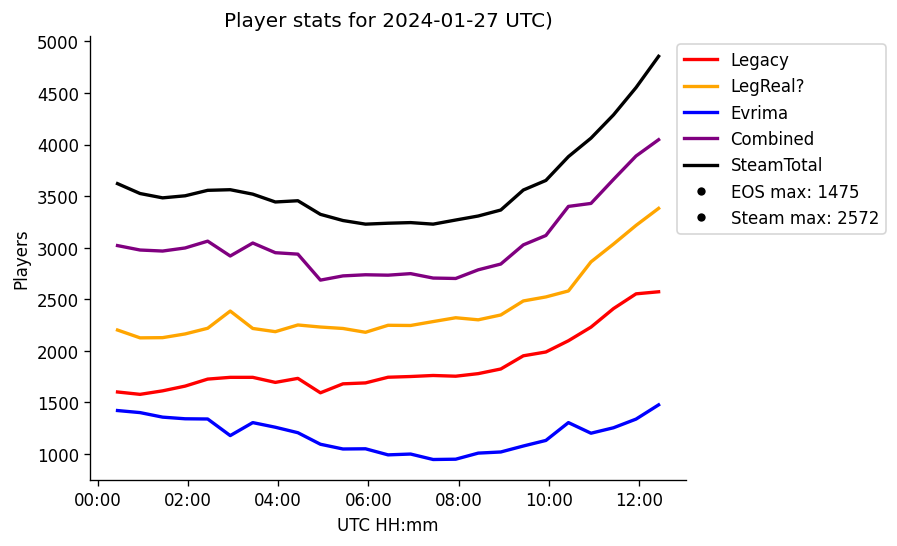 Player stats for 2024-01-27 UTC)
5000
4500
4000
3500
3000
2500
2000
1500
1000
Players
00:00 02:00 04:00 06:00 08:00 10:00 12:00
UTC HH:mm
Legacy
LegReal?
Evrima
Combined
SteamTotal
EOS max: 1475
Steam max: 2572